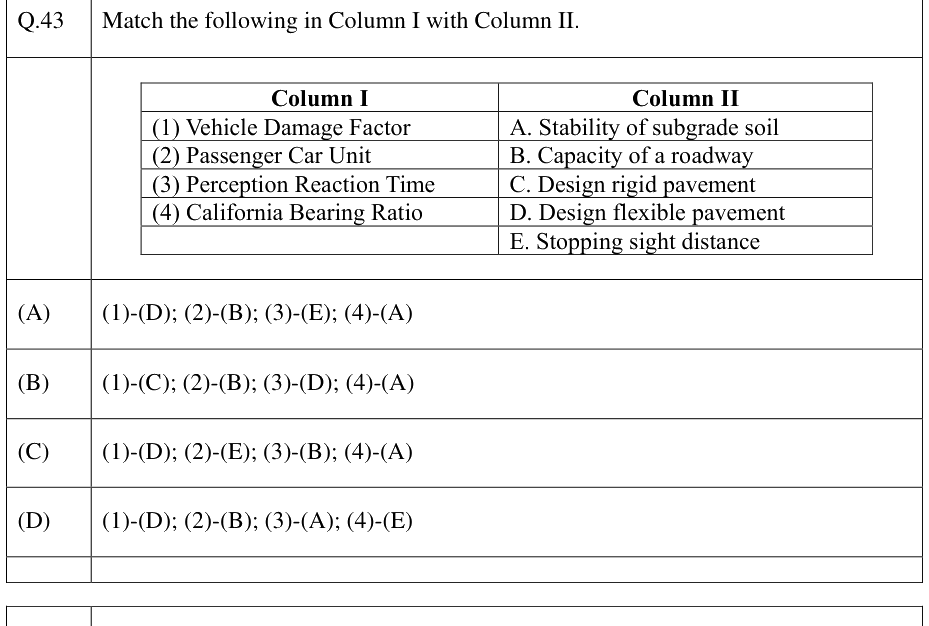 Q.43 Match the following in Column I with Column II.
Column I Column II
(1) Vehicle Damage Factor A. Stability of subgrade soil
(2) Passenger Car Unit B. Capacity of a roadway
(3) Perception Reaction Time C. Design rigid pavement
(4) California Bearing Ratio D. Design flexible pavement
E. Stopping sight distance
(A) (1)-(D); (2)-(B); (3)-(E); (4)-(A)
(B) (1)-(C); (2)-(B); (3)-(D); (4)-(A)
(C) (1)-(D); (2)-(E); (3)-(B); (4)-(A)
(D) (1)-(D); (2)-(B); (3)-(A); (4)-(E)